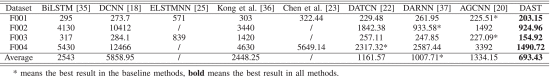 Dataset BiLSTM [35] DCNN [18] ELSTMNN [25] Kong et al. [36] Chen et al. [23] DATCN [22] DARNN [37] AGCNN [20] DAST
F001 295 273.7 571 303 322.44 229.48 261.95 225.51* 203.15
F002 4130 10412 / 3440 / 1842.38 933.58* 1492 924.96
F003 317 284.1 839 1420 / 257.11 247.85 227.09* 154.92
F004 5430 12466 / 4630 5649.14 2317.32* 2587.44 3392 1490.72
Average 2543 5858.95 / 2448.25 / 1161.57 1007.71* 1334.15 693.43
* means the best result in the baseline methods, bold means the best result in all methods.